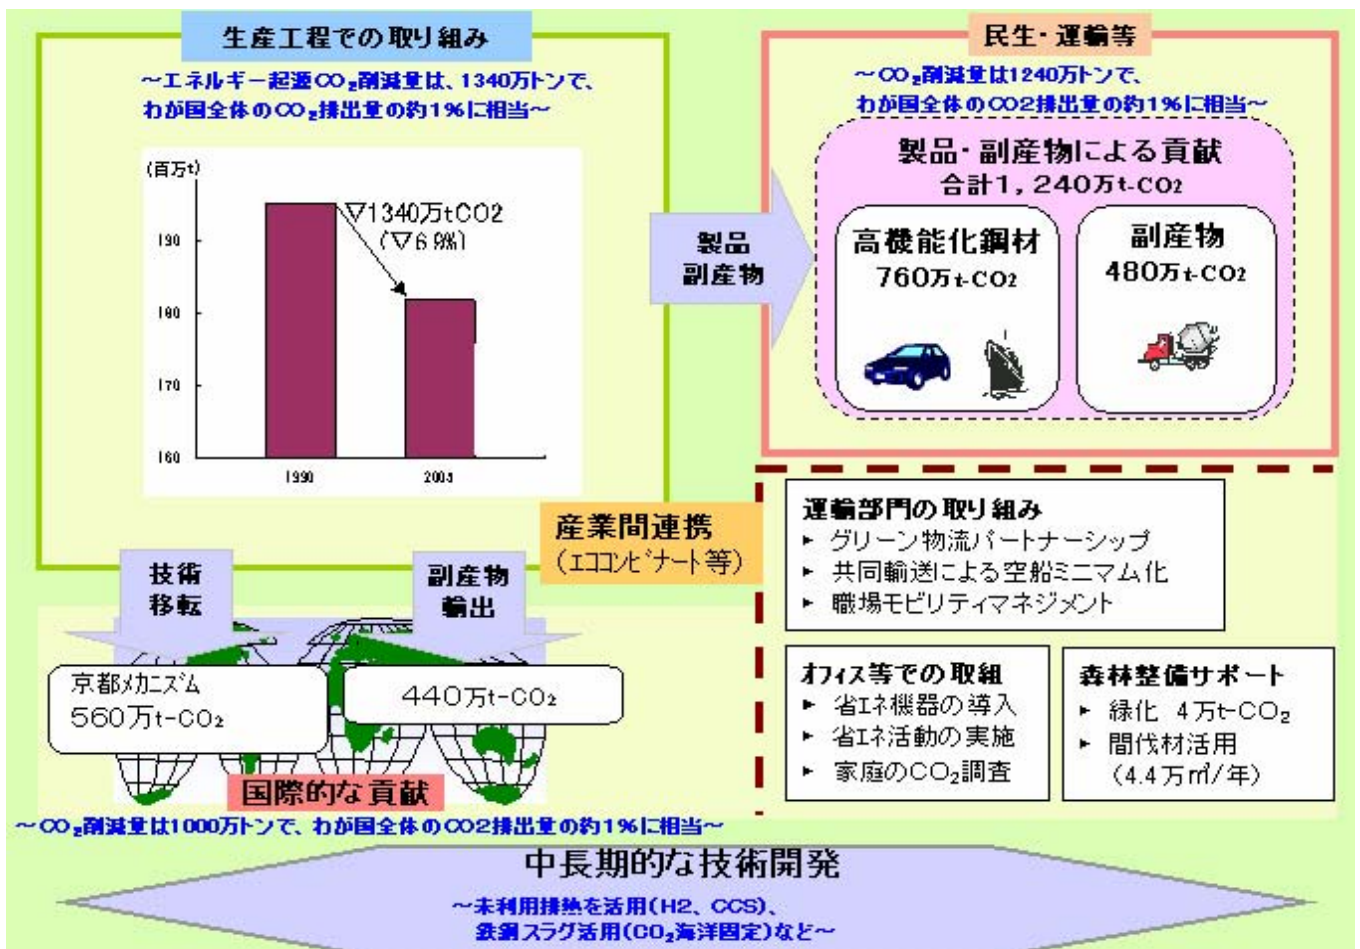 生産工程での取り組み
～エネルギー起源CO₂削減量は、1340万トンで、
わが国全体のCO₂排出量の約1%に相当～
(百万t)
190
180
170
160
1990
▽1340万tCO2
(▽6.9%)
製品
副産物
民生・運輸等
～CO₂削減量は1240万トンで、
わが国全体のCO2排出量の約1%に相当～
製品・副産物による貢献
合計1,240万t-CO₂
高機能化鋼材
760万t-CO₂
副産物
480万t-CO₂
産業間連携
(エココンビナート等)
運輸部門の取り組み
▸ グリーン物流パートナーシップ
▸ 共同輸送による空船ミニマム化
▸ 職場モビリティマネジメント
オフィス等での取組
▸ 省エネ機器の導入
▸ 省エネ活動の実施
▸ 家庭のCO₂調査
森林整備サポート
▸ 緑化 4万t-CO₂
▸ 間伐材活用
(4.4万㎥/年)
技術
移転
副産物
輸出
京都メカニズム
560万t-CO₂
440万t-CO₂
国際的な貢献
～CO₂削減量は1000万トンで、わが国全体のCO2排出量の約1%に相当～
中長期的な技術開発
～未利用排熱を活用(H2、CCS)、
鉄鋼スラグ活用(CO₂海洋固定)など～